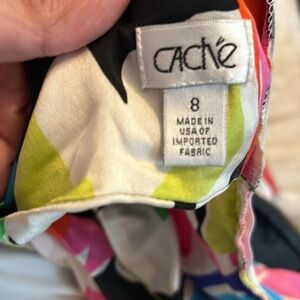 Caché
8
MADE IN
USA OF
IMPORTED
FABRIC